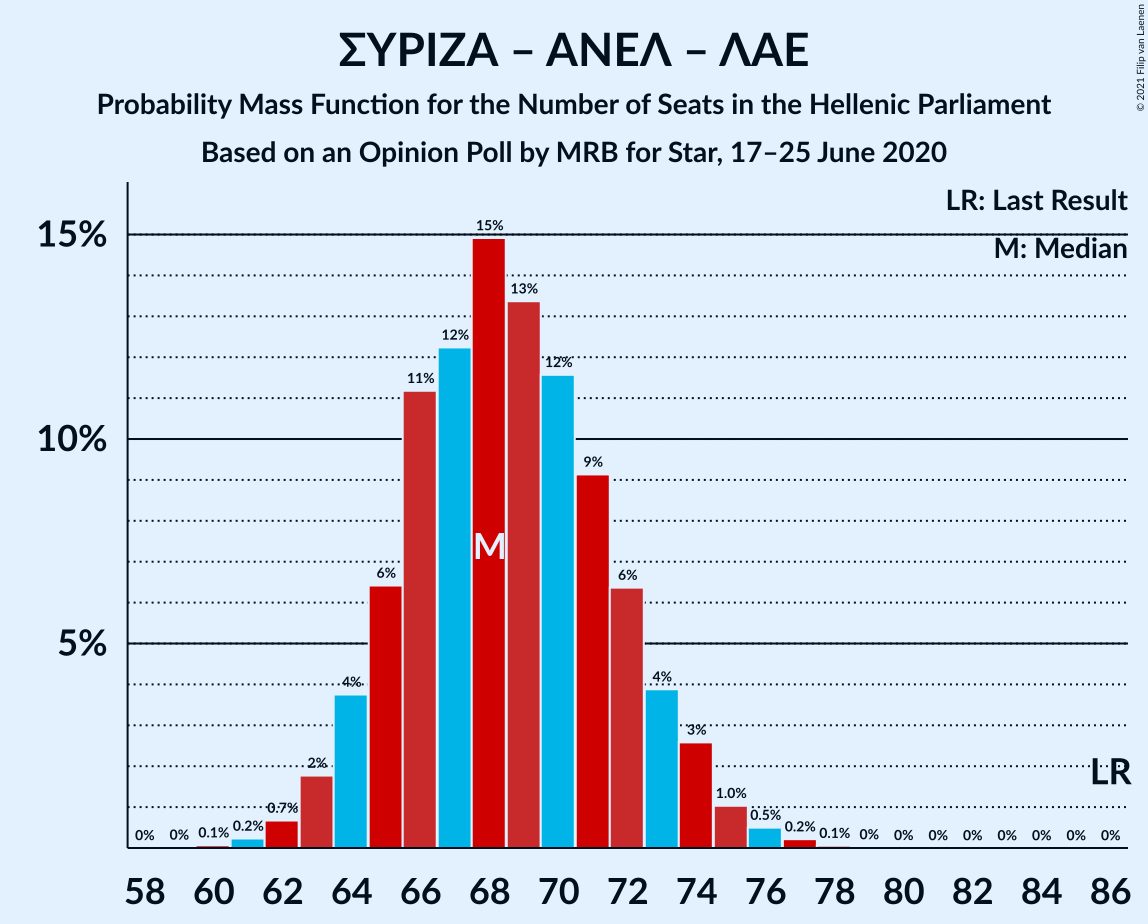 ΣΥΡΙΖΑ – ΑΝΕΛ – ΛΑΕ
Probability Mass Function for the Number of Seats in the Hellenic Parliament
Based on an Opinion Poll by MRB for Star, 17–25 June 2020
© 2021 Filip van Laenen
LR: Last Result
M: Median
15%
10%
5%
0% 0% 0.1% 0.2% 0.7% 2% 4% 6% 11% 12% 15% 13% 12% 9% 6% 4% 3% 1.0% 0.5% 0.2% 0.1% 0% 0% 0% 0% 0% 0% 0% 0%
M
LR
58 60 62 64 66 68 70 72 74 76 78 80 82 84 86